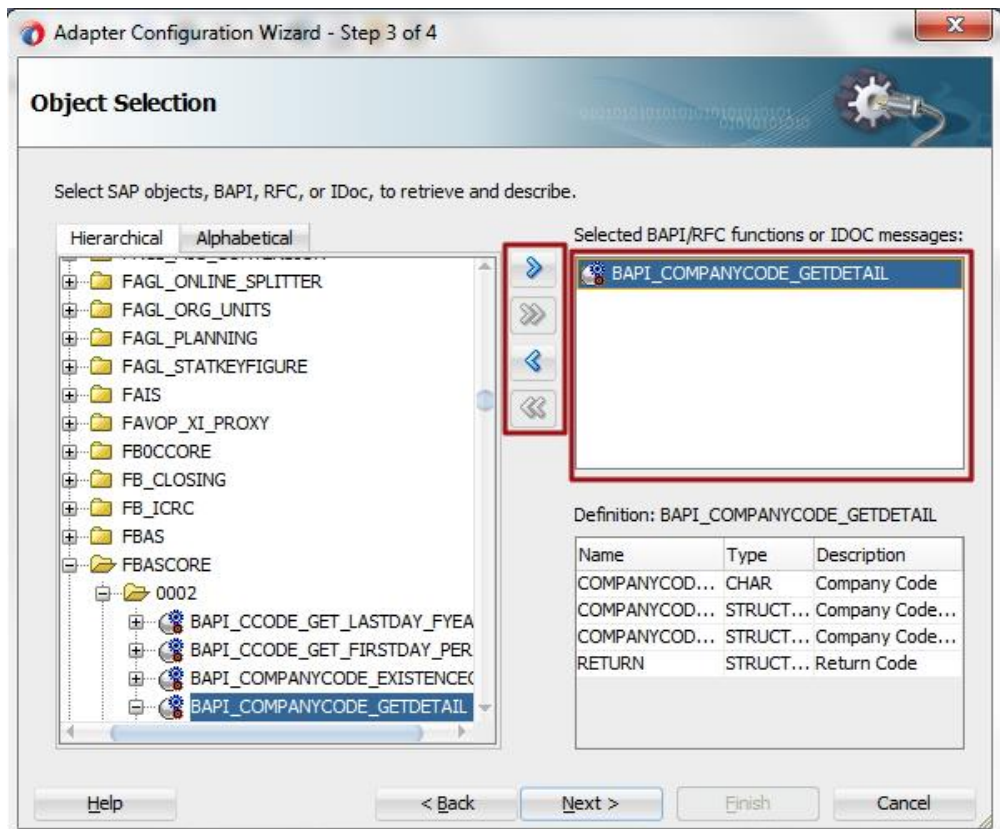 Adapter Configuration Wizard - Step 3 of 4
Object Selection
Select SAP objects, BAPI, RFC, or IDoc, to retrieve and describe.
Hierarchical Alphabetical
FAGL_ONLINE_SPLITTER
FAGL_ORG_UNITS
FAGL_PLANNING
FAGL_STATKEYFIGURE
FAIS
FAVOP_XI_PROXY
FB0CCORE
FB_CLOSING
FB_ICRC
FBAS
FBASCORE
0002
BAPI_CCODE_GET_LASTDAY_FYEA
BAPI_CCODE_GET_FIRSTDAY_PER
BAPI_COMPANYCODE_EXISTENCEC
BAPI_COMPANYCODE_GETDETAIL
Selected BAPI/RFC functions or IDOC messages:
BAPI_COMPANYCODE_GETDETAIL
Definition: BAPI_COMPANYCODE_GETDETAIL
Name Type Description
COMPANYCOD... CHAR Company Code
COMPANYCOD... STRUCT... Company Code...
COMPANYCOD... STRUCT... Company Code...
RETURN STRUCT... Return Code
Help < Back Next > Finish Cancel